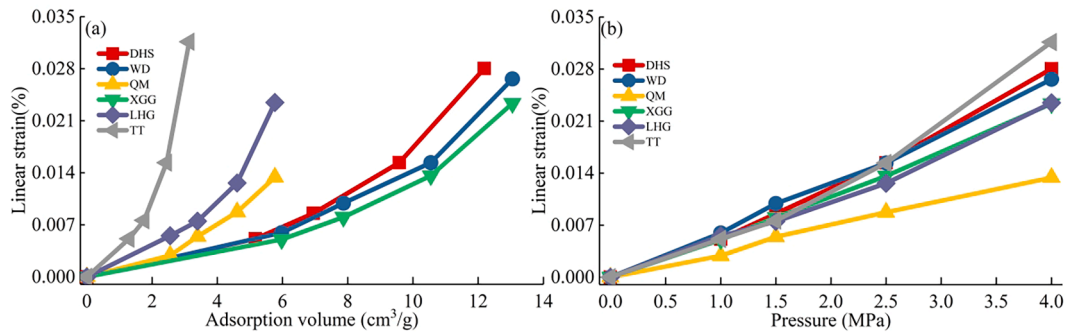 (a)
DHS
WD
QM
XGG
LHG
TT
Linear strain(%)
0.035
0.028
0.021
0.014
0.007
0.000
0
2
4
6
8
10
12
14
Adsorption volume (cm³/g)
(b)
DHS
WD
QM
XGG
LHG
TT
Linear strain(%)
0.035
0.028
0.021
0.014
0.007
0.000
0.0
0.5
1.0
1.5
2.0
2.5
3.0
3.5
4.0
Pressure (MPa)